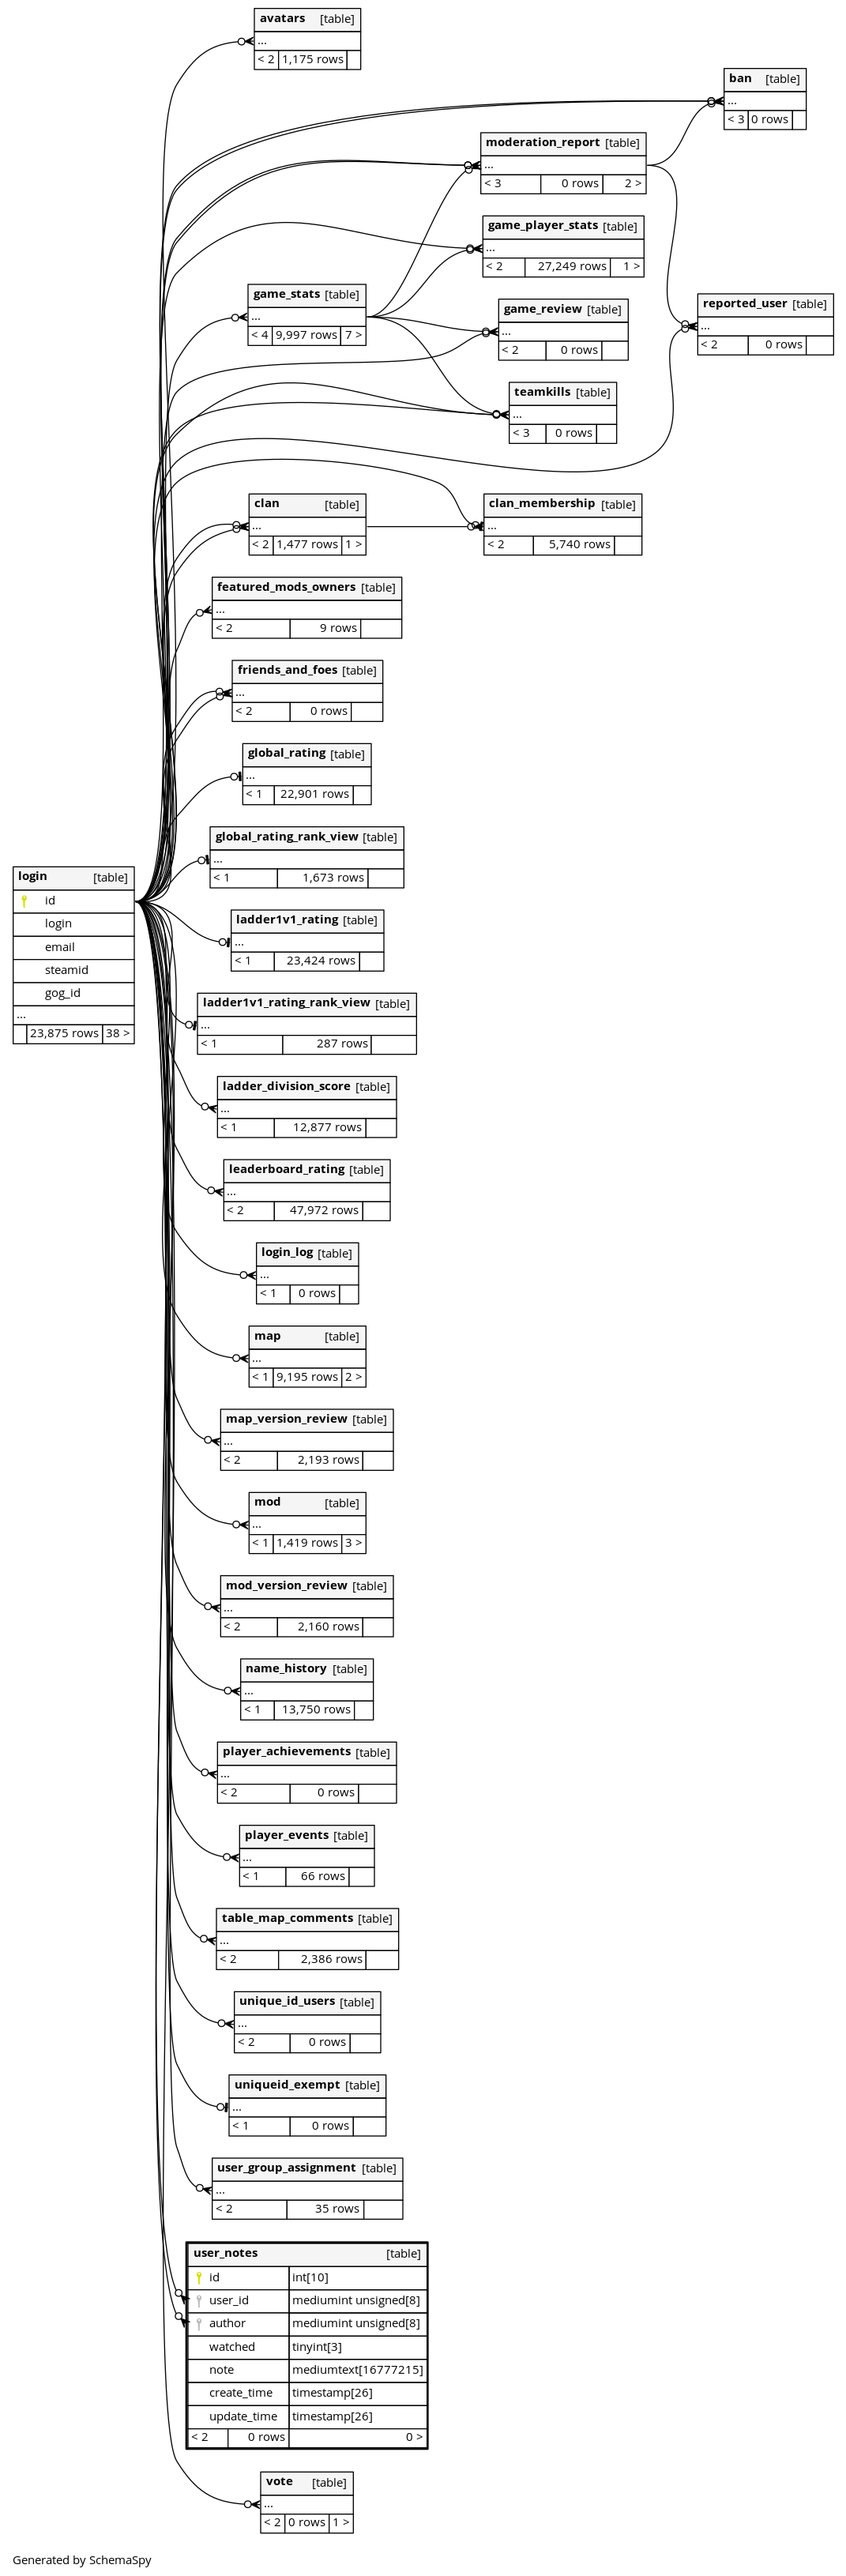 avatars [table]
...
< 2 1,175 rows
ban [table]
...
< 3 0 rows
moderation_report [table]
...
< 3 0 rows 2 >
game_player_stats [table]
...
< 2 27,249 rows 1 >
game_stats [table]
...
< 4 9,997 rows 7 >
game_review [table]
...
< 2 0 rows
reported_user [table]
...
< 2 0 rows
teamkills [table]
...
< 3 0 rows
clan [table]
...
< 2 1,477 rows 1 >
clan_membership [table]
...
< 2 5,740 rows
featured_mods_owners [table]
...
< 2 9 rows
friends_and_foes [table]
...
< 2 0 rows
global_rating [table]
...
< 1 22,901 rows
global_rating_rank_view [table]
...
< 1 1,673 rows
login [table]
id
login
email
steamid
gog_id
...
23,875 rows 38 >
ladder1v1_rating [table]
...
< 1 23,424 rows
ladder1v1_rating_rank_view [table]
...
< 1 287 rows
ladder_division_score [table]
...
< 1 12,877 rows
leaderboard_rating [table]
...
< 2 47,972 rows
login_log [table]
...
< 1 0 rows
map [table]
...
< 1 9,195 rows 2 >
map_version_review [table]
...
< 2 2,193 rows
mod [table]
...
< 1 1,419 rows 3 >
mod_version_review [table]
...
< 2 2,160 rows
name_history [table]
...
< 1 13,750 rows
player_achievements [table]
...
< 2 0 rows
player_events [table]
...
< 1 66 rows
table_map_comments [table]
...
< 2 2,386 rows
unique_id_users [table]
...
< 2 0 rows
uniqueid_exempt [table]
...
< 1 0 rows
user_group_assignment [table]
...
< 2 35 rows
user_notes [table]
id int[10]
user_id mediumint unsigned[8]
author mediumint unsigned[8]
watched tinyint[3]
note mediumtext[16777215]
create_time timestamp[26]
update_time timestamp[26]
< 2 0 rows 0 >
vote [table]
...
< 2 0 rows 1 >
Generated by SchemaSpy